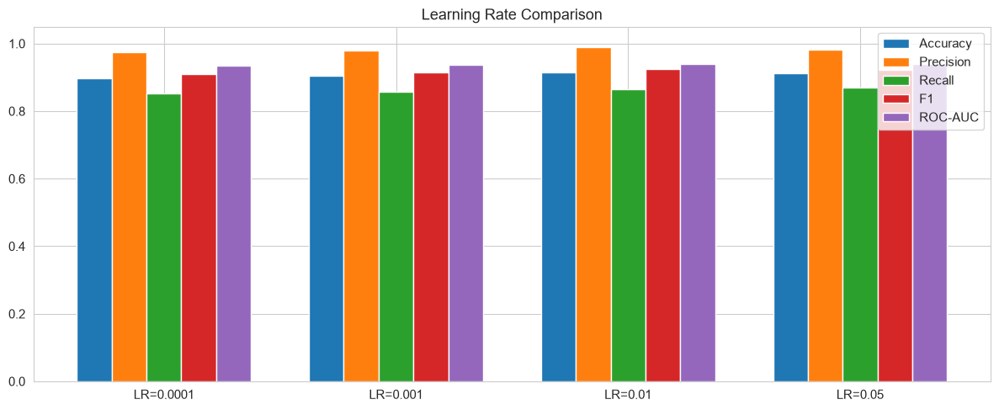 Learning Rate Comparison
1.0
0.8
0.6
0.4
0.2
0.0
Accuracy
Precision
Recall
F1
ROC-AUC
LR=0.0001
LR=0.001
LR=0.01
LR=0.05